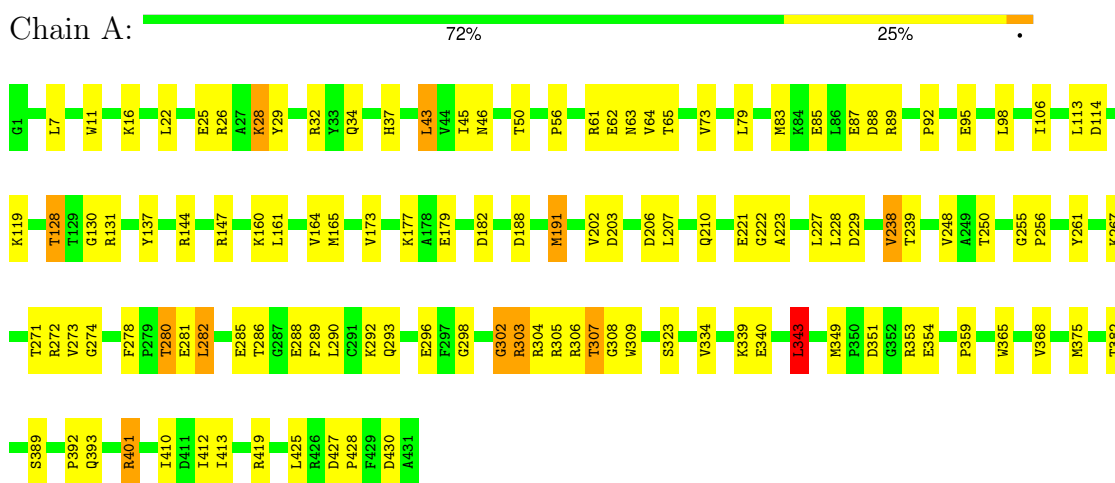 Chain A:
72% 25% •
G1 L7 W11 K16 L22 E25 R26 A27 K28 Y29 R32 Y33 Q34 H37 L43 V44 I45 N46 T50 P56 R61 E62 N63 V64 T65 V73 L79 M83 K84 E85 L86 E87 D88 R89 P92 E95 L98 I106 L113 D114
K119 T128 T129 G130 R131 Y137 R144 R147 K160 L161 V164 M165 V173 K177 A178 E179 D182 D188 M191 V202 D203 D206 L207 Q210 E221 G222 A223 L227 L228 D229 V238 T239 V248 A249 T250 G255 P256 Y261 K267
T271 R272 V273 G274 F278 P279 T280 E281 L282 E285 T286 G287 E288 F289 L290 C291 K292 Q293 E296 F297 G298 G302 R303 R304 R305 R306 T307 G308 W309 S323 V334 K339 E340 L343 M349 P350 D351 G352 R353 E354 P359 W365 V368 M375
S389 P392 Q393 R401 I410 D411 I412 I413 R419 L425 R426 D427 P428 F429 D430 A431